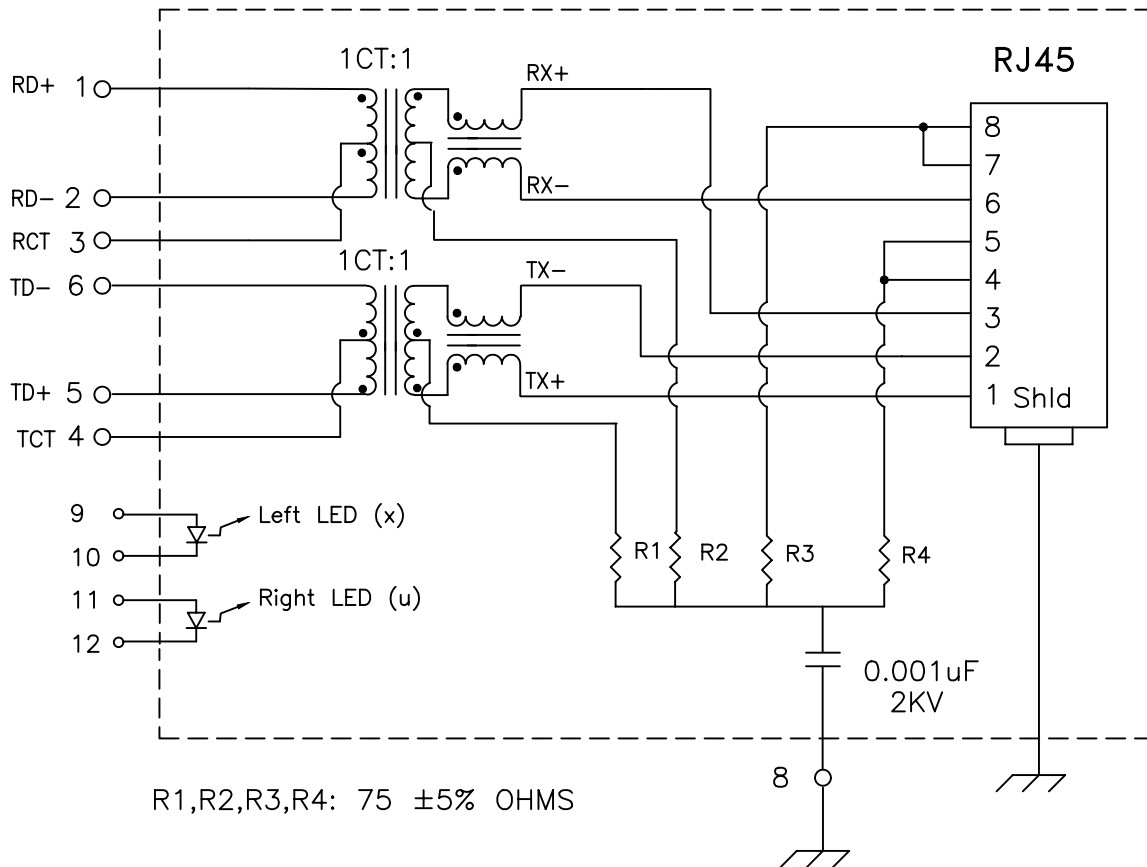 1CT:1
RJ45
RD+ 1
RX+
8
7
RD- 2
RX-
6
RCT 3
5
1CT:1
TD- 6
TX-
4
3
2
TD+ 5
TX+
1 Shld
TCT 4
9
Left LED (x)
10
R1
R2
R3
R4
11
Right LED (u)
12
0.001uF
2KV
8
R1,R2,R3,R4: 75 ±5% OHMS